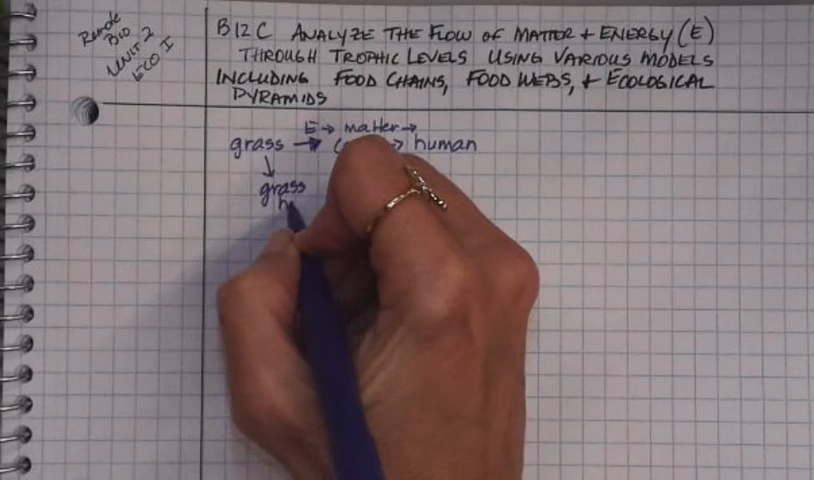 Remote
BIO
UNIT 2
ECO I
B12C ANALYZE THE FLOW OF MATTER + ENERGY (E)
THROUGH TROPHIC LEVELS USING VARIOUS MODELS
INCLUDING FOOD CHAINS, FOOD WEBS, + ECOLOGICAL
PYRAMIDS
E→ matter→
grass → → human
↓
grass
h